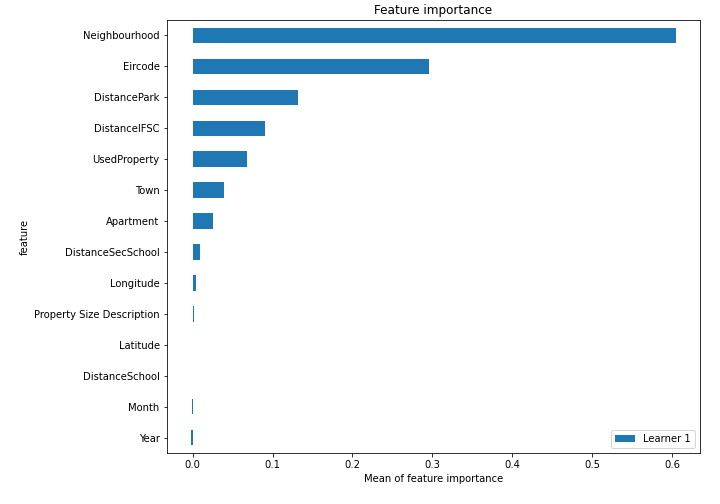 Feature importance
Neighbourhood
Eircode
DistancePark
DistanceIFSC
UsedProperty
Town
Apartment
DistanceSecSchool
Longitude
Property Size Description
Latitude
DistanceSchool
Month
Year
feature
Learner 1
0.0 0.1 0.2 0.3 0.4 0.5 0.6
Mean of feature importance